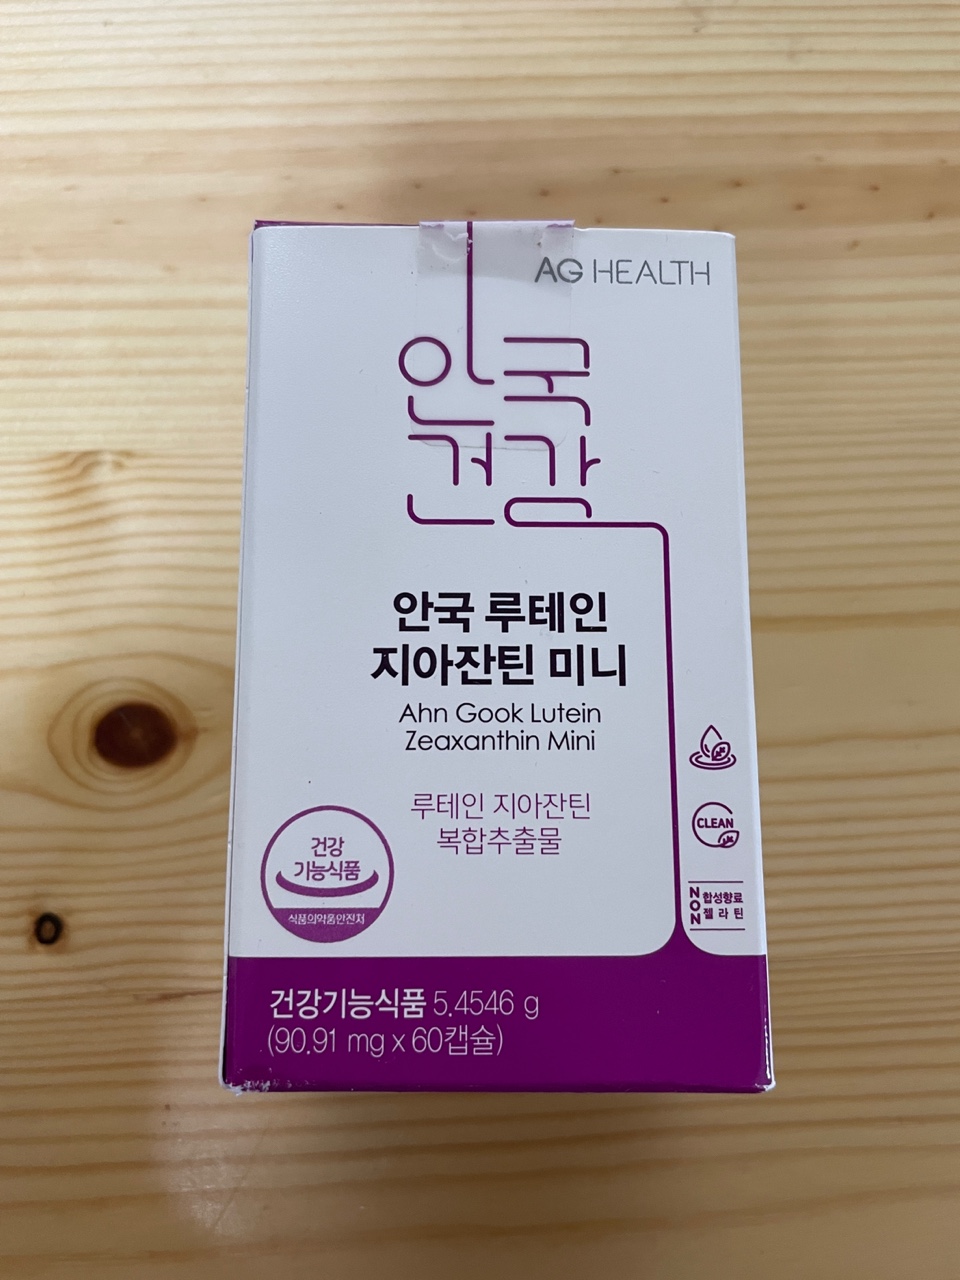 AG HEALTH
안국
건강
안국 루테인
지아잔틴 미니
Ahn Gook Lutein
Zeaxanthin Mini
루테인 지아잔틴
복합추출물
건강
기능식품
식품의약품안전처
CLEAN
NON 합성향료
젤라틴
건강기능식품 5.4546 g
(90.91 mg x 60캡슐)